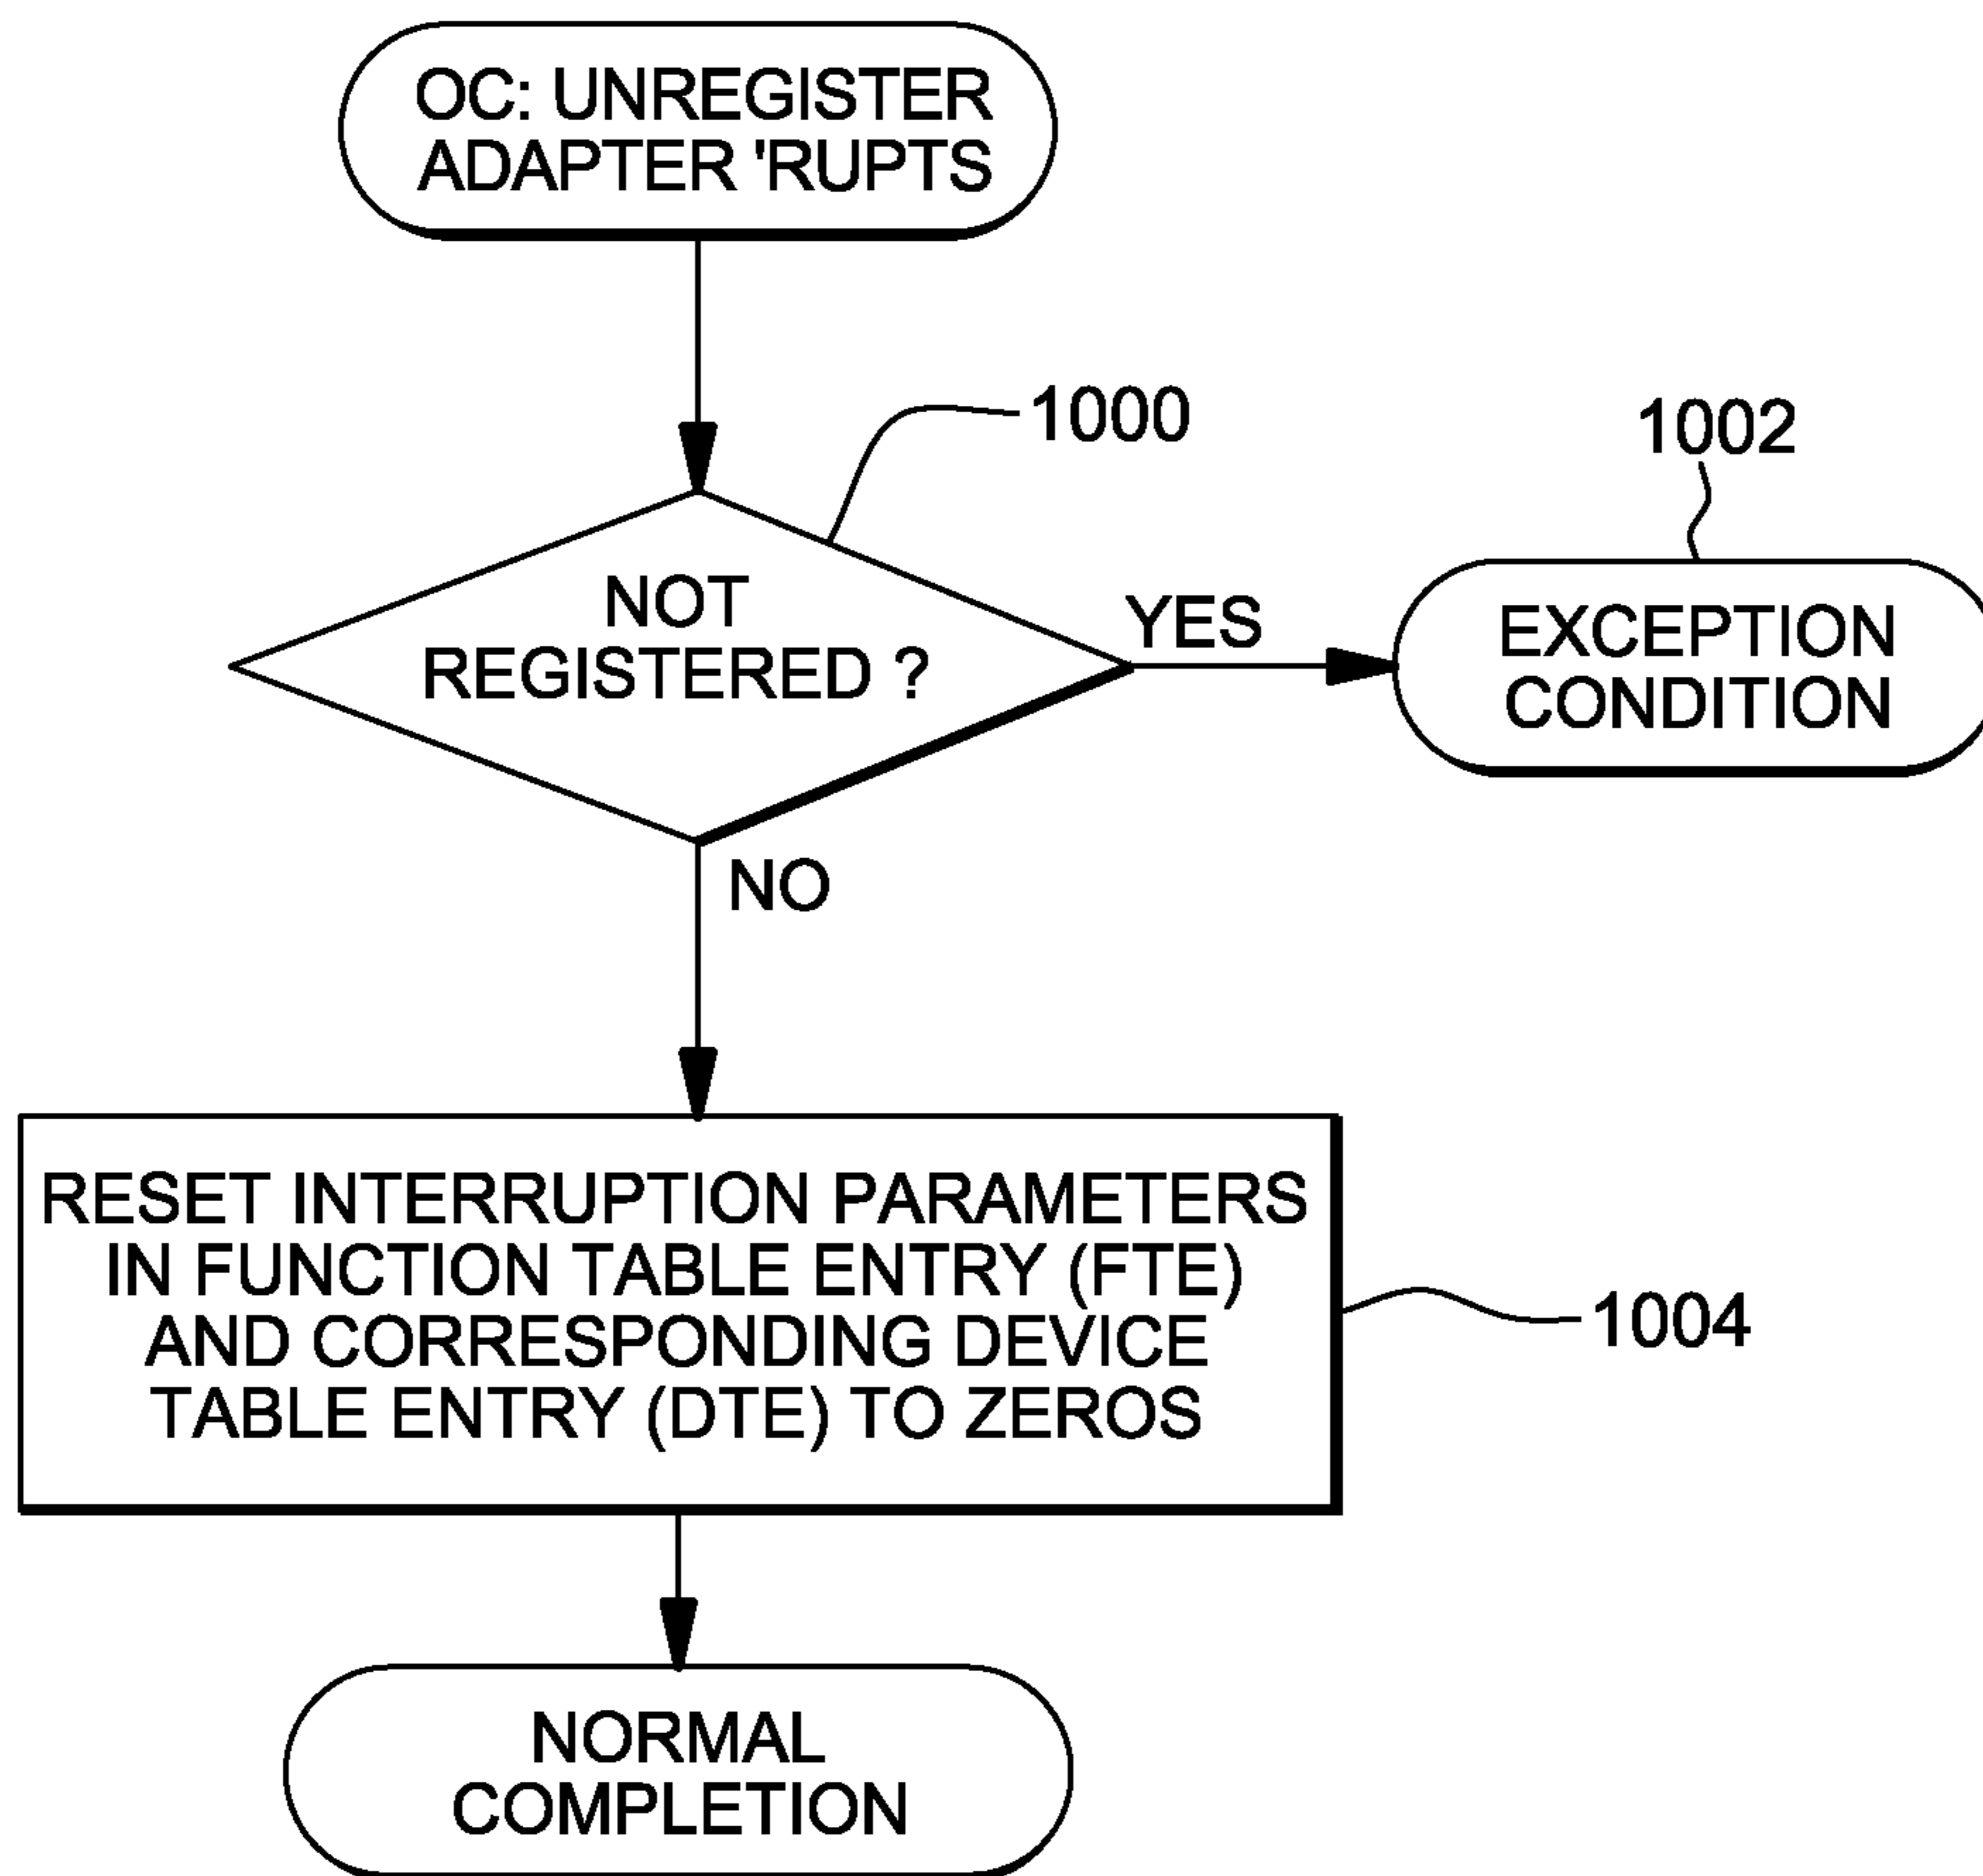 OC: UNREGISTER
ADAPTER 'RUPTS
1000
1002
NOT
REGISTERED ?
YES
EXCEPTION
CONDITION
NO
RESET INTERRUPTION PARAMETERS
IN FUNCTION TABLE ENTRY (FTE)
AND CORRESPONDING DEVICE
TABLE ENTRY (DTE) TO ZEROS
1004
NORMAL
COMPLETION